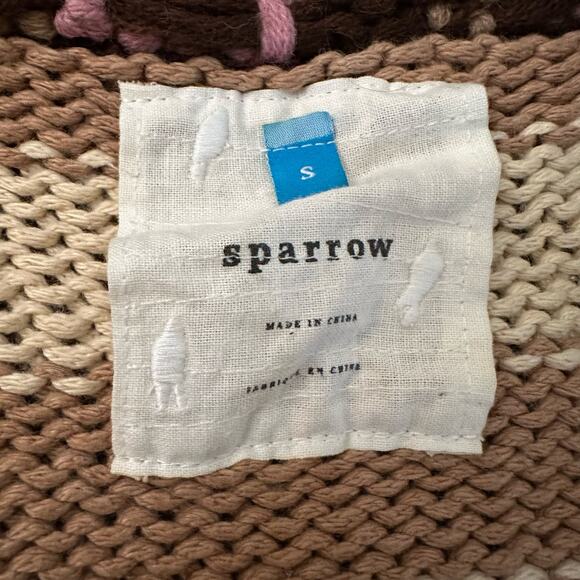 S
sparrow
MADE IN CHINA
FABRIQUÉ EN CHINE